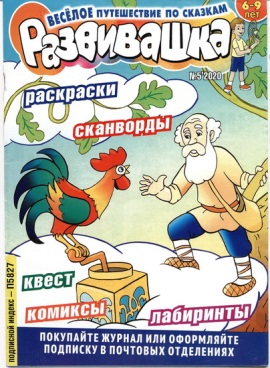 ВЕСЁЛОЕ ПУТЕШЕСТВИЕ ПО СКАЗКАМ
6-9
лет
Развивашка
№5/2020
раскраски
сканворды
квест
комиксы
лабиринты
ПОДПИСНОЙ ИНДЕКС – П5827
ПОКУПАЙТЕ ЖУРНАЛ ИЛИ ОФОРМЛЯЙТЕ
ПОДПИСКУ В ПОЧТОВЫХ ОТДЕЛЕНИЯХ